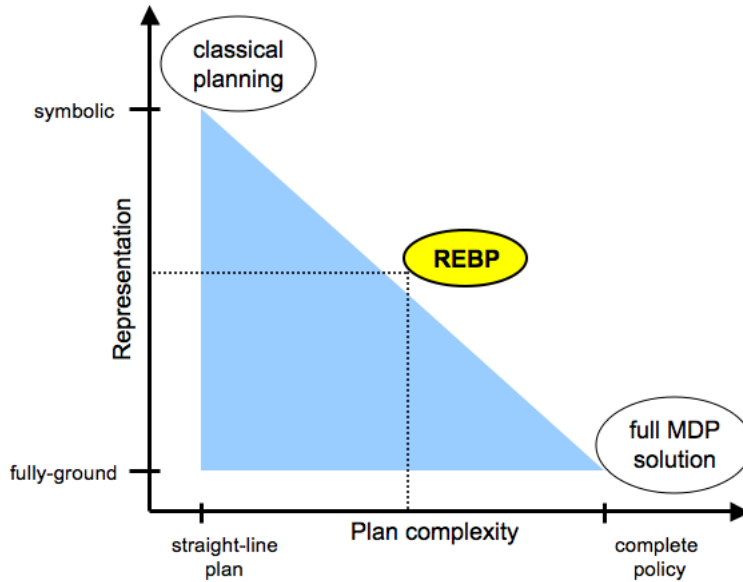 classical
planning
symbolic
REBP
Representation
full MDP
solution
fully-ground
Plan complexity
straight-line
plan
complete
policy